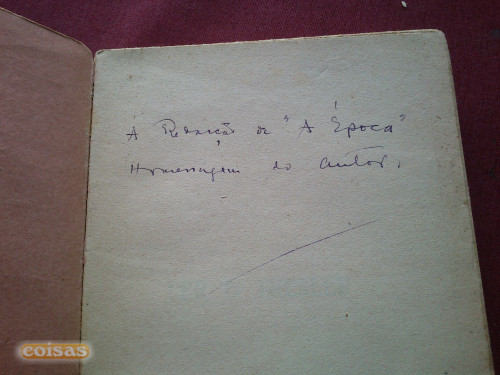 À Redacção de "A Época"
Homenagem do autor.
coisas